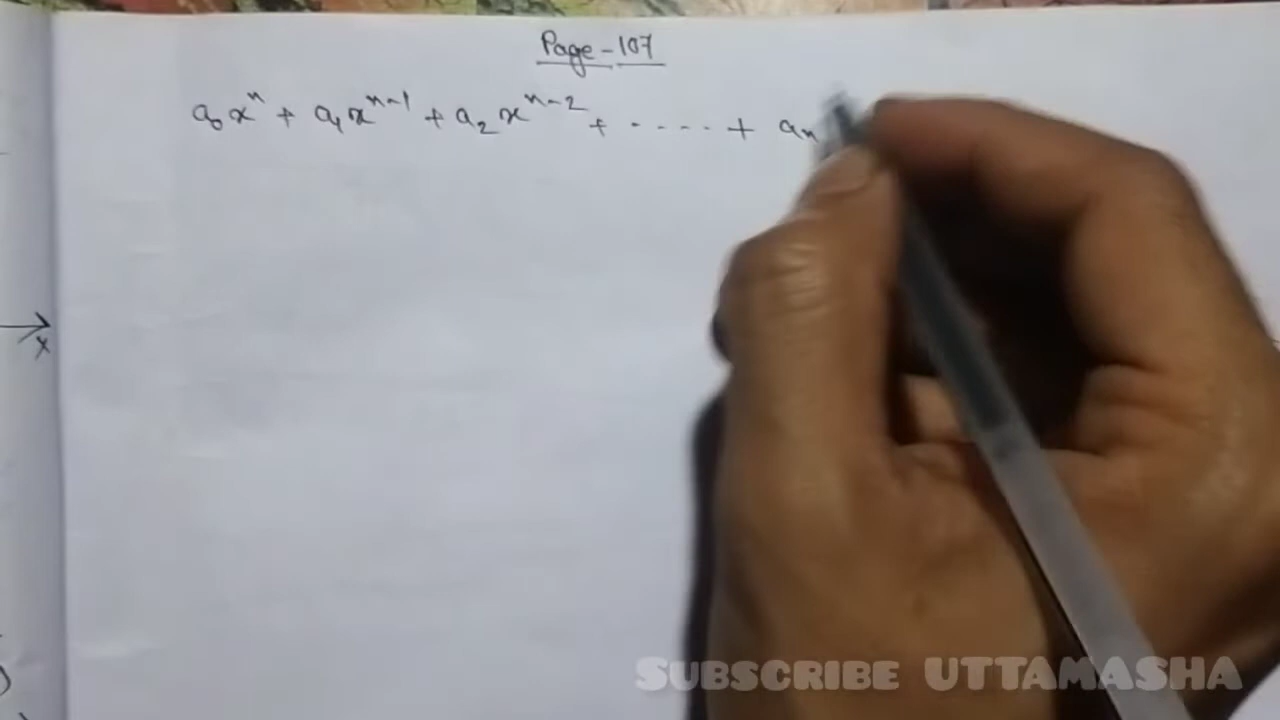 Page-107
a₀xⁿ + a₁xⁿ⁻¹ + a₂xⁿ⁻² + ..... + aₙ
x
SUBSCRIBE UTTAMASHA